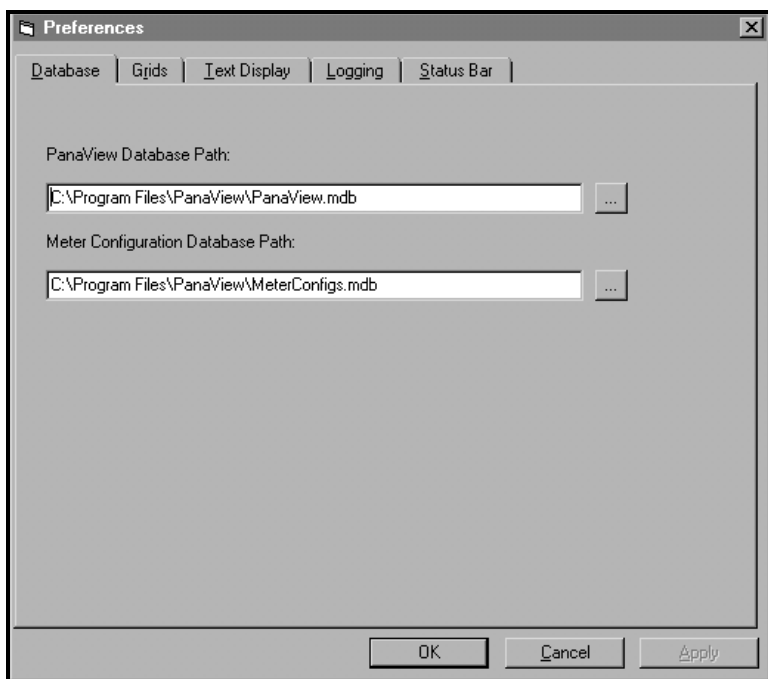 Preferences
Database Grids Text Display Logging Status Bar
PanaView Database Path:
C:\Program Files\PanaView\PanaView.mdb
...
Meter Configuration Database Path:
C:\Program Files\PanaView\MeterConfigs.mdb
...
OK Cancel Apply